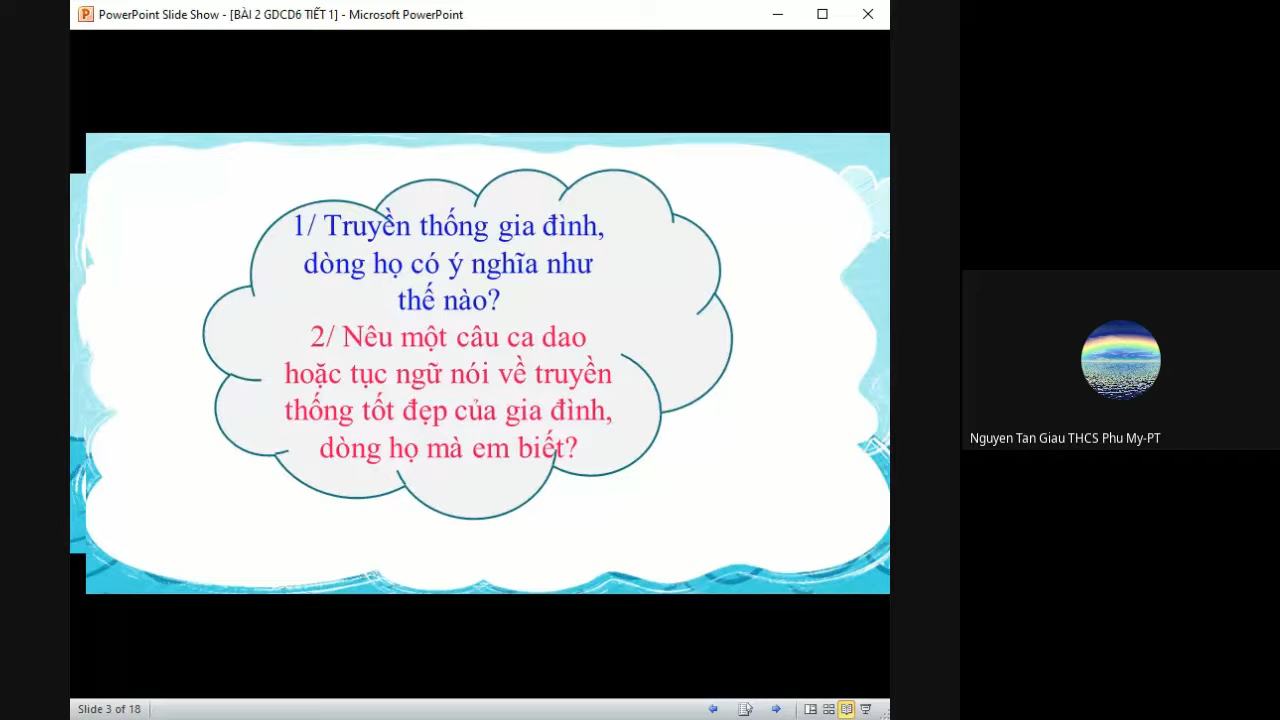 PowerPoint Slide Show - [BÀI 2 GDCD6 TIẾT 1] - Microsoft PowerPoint
1/ Truyền thống gia đình,
dòng họ có ý nghĩa như
thế nào?
2/ Nêu một câu ca dao
hoặc tục ngữ nói về truyền
thống tốt đẹp của gia đình,
dòng họ mà em biết?
Nguyen Tan Giau THCS Phu My-PT
Slide 3 of 18